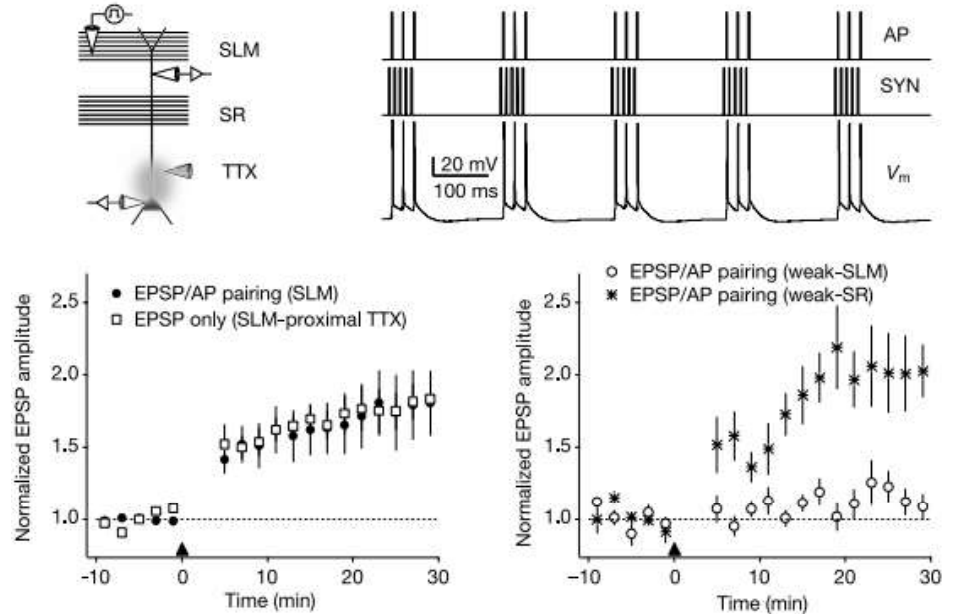 SLM
SR
TTX
AP
SYN
20 mV
100 ms
Vm
Normalized EPSP amplitude
EPSP/AP pairing (SLM)
EPSP only (SLM–proximal TTX)
2.5
2.0
1.5
1.0
–10 0 10 20 30
Time (min)
Normalized EPSP amplitude
EPSP/AP pairing (weak–SLM)
EPSP/AP pairing (weak–SR)
2.5
2.0
1.5
1.0
–10 0 10 20 30
Time (min)